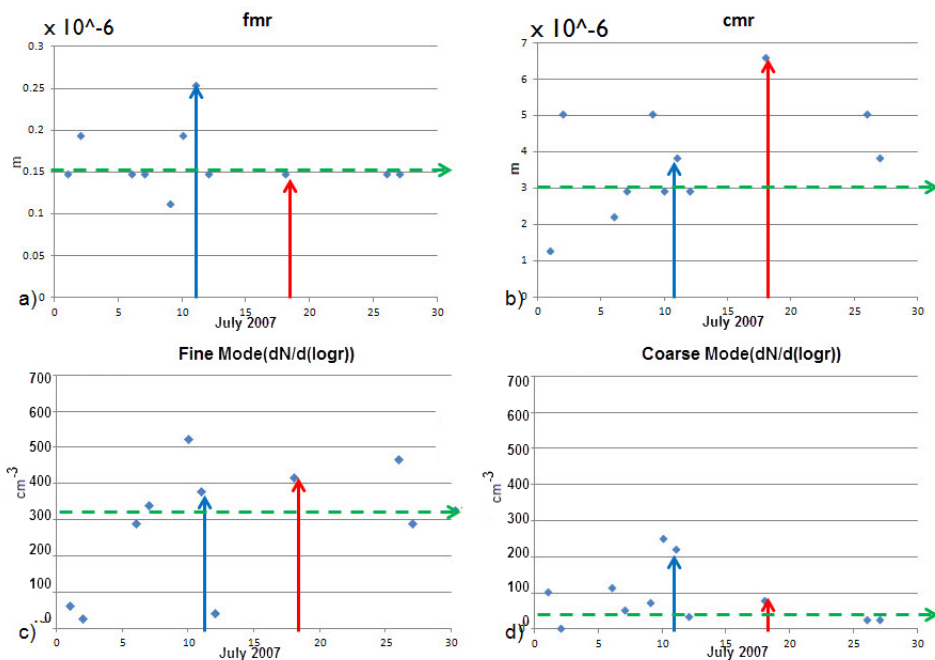 x 10^-6
fmr
0.3
0.25
0.2
m
0.15
0.1
0.05
0
a)
0 5 10 15 20 25 30
July 2007
x 10^-6
cmr
7
6
5
4
m
3
2
1
0
b)
0 5 10 15 20 25 30
July 2007
Fine Mode(dN/d(logr))
700
600
500
400
cm-3
300
200
100
0
c)
0 5 10 15 20 25 30
July 2007
Coarse Mode(dN/d(logr))
700
600
500
400
cm-3
300
200
100
0
d)
0 5 10 15 20 25 30
July 2007